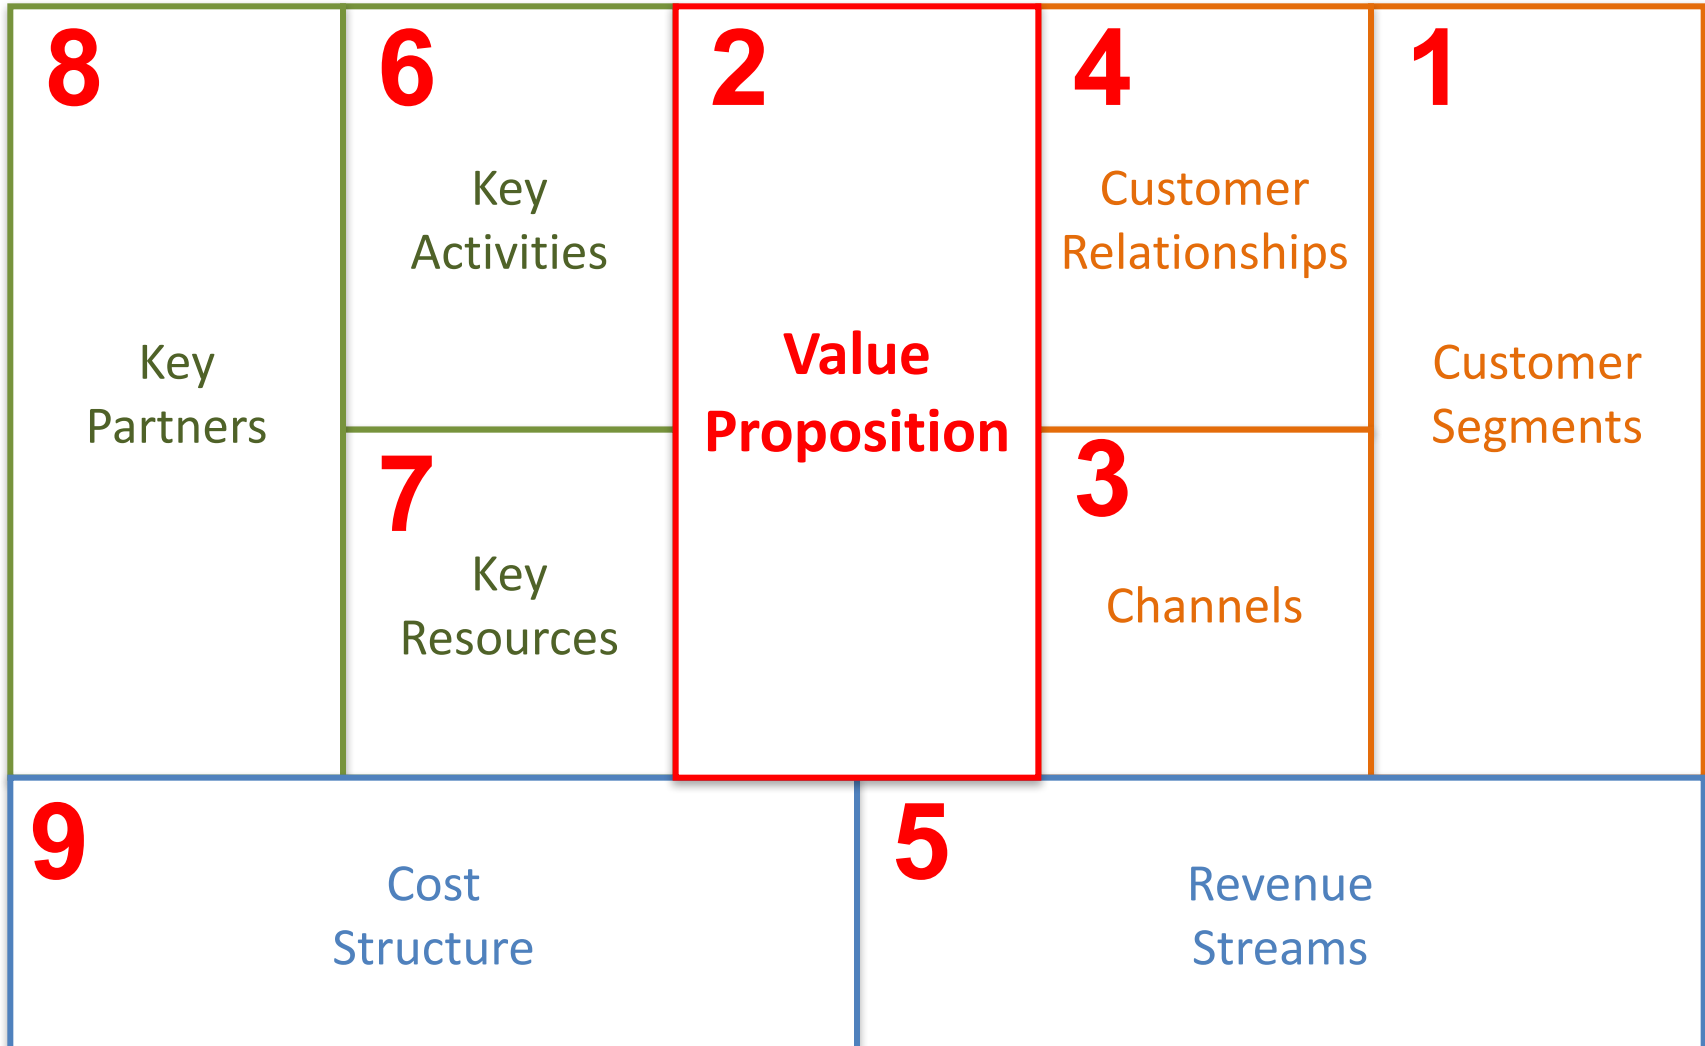 8
Key
Partners
6
Key
Activities
7
Key
Resources
2
Value
Proposition
4
Customer
Relationships
3
Channels
1
Customer
Segments
9
Cost
Structure
5
Revenue
Streams